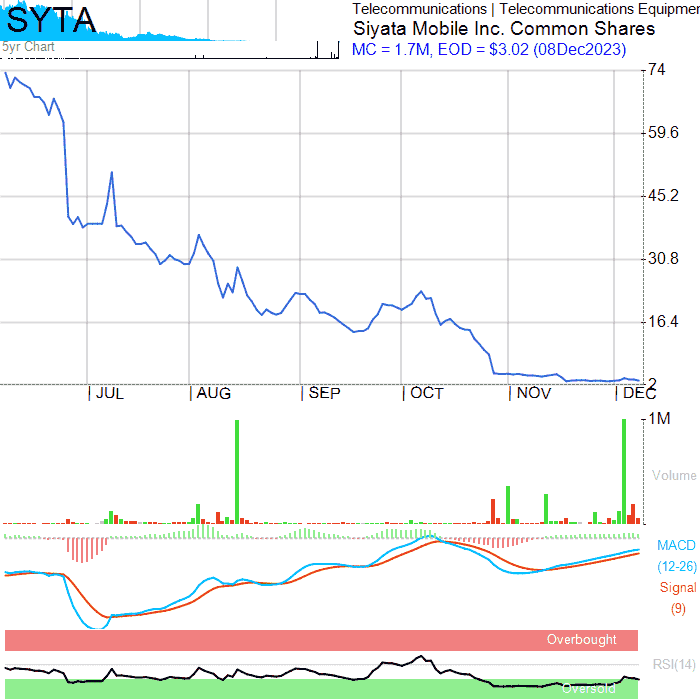 SYTA
5yr Chart
Telecommunications | Telecommunications Equipmen
Siyata Mobile Inc. Common Shares
MC = 1.7M, EOD = $3.02 (08Dec2023)
74
59.6
45.2
30.8
16.4
2
JUL
AUG
SEP
OCT
NOV
DEC
1M
Volume
MACD
(12-26)
Signal
(9)
Overbought
RSI(14)
Oversold